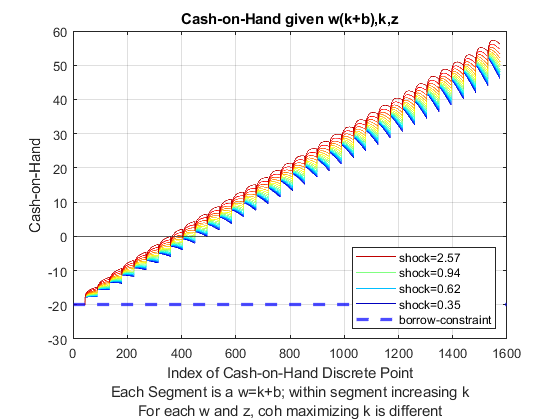 Cash-on-Hand given w(k+b),k,z
60
50
40
30
20
10
0
-10
-20
-30
Cash-on-Hand
shock=2.57
shock=0.94
shock=0.62
shock=0.35
borrow-constraint
0 200 400 600 800 1000 1200 1400 1600
Index of Cash-on-Hand Discrete Point
Each Segment is a w=k+b; within segment increasing k
For each w and z, coh maximizing k is different